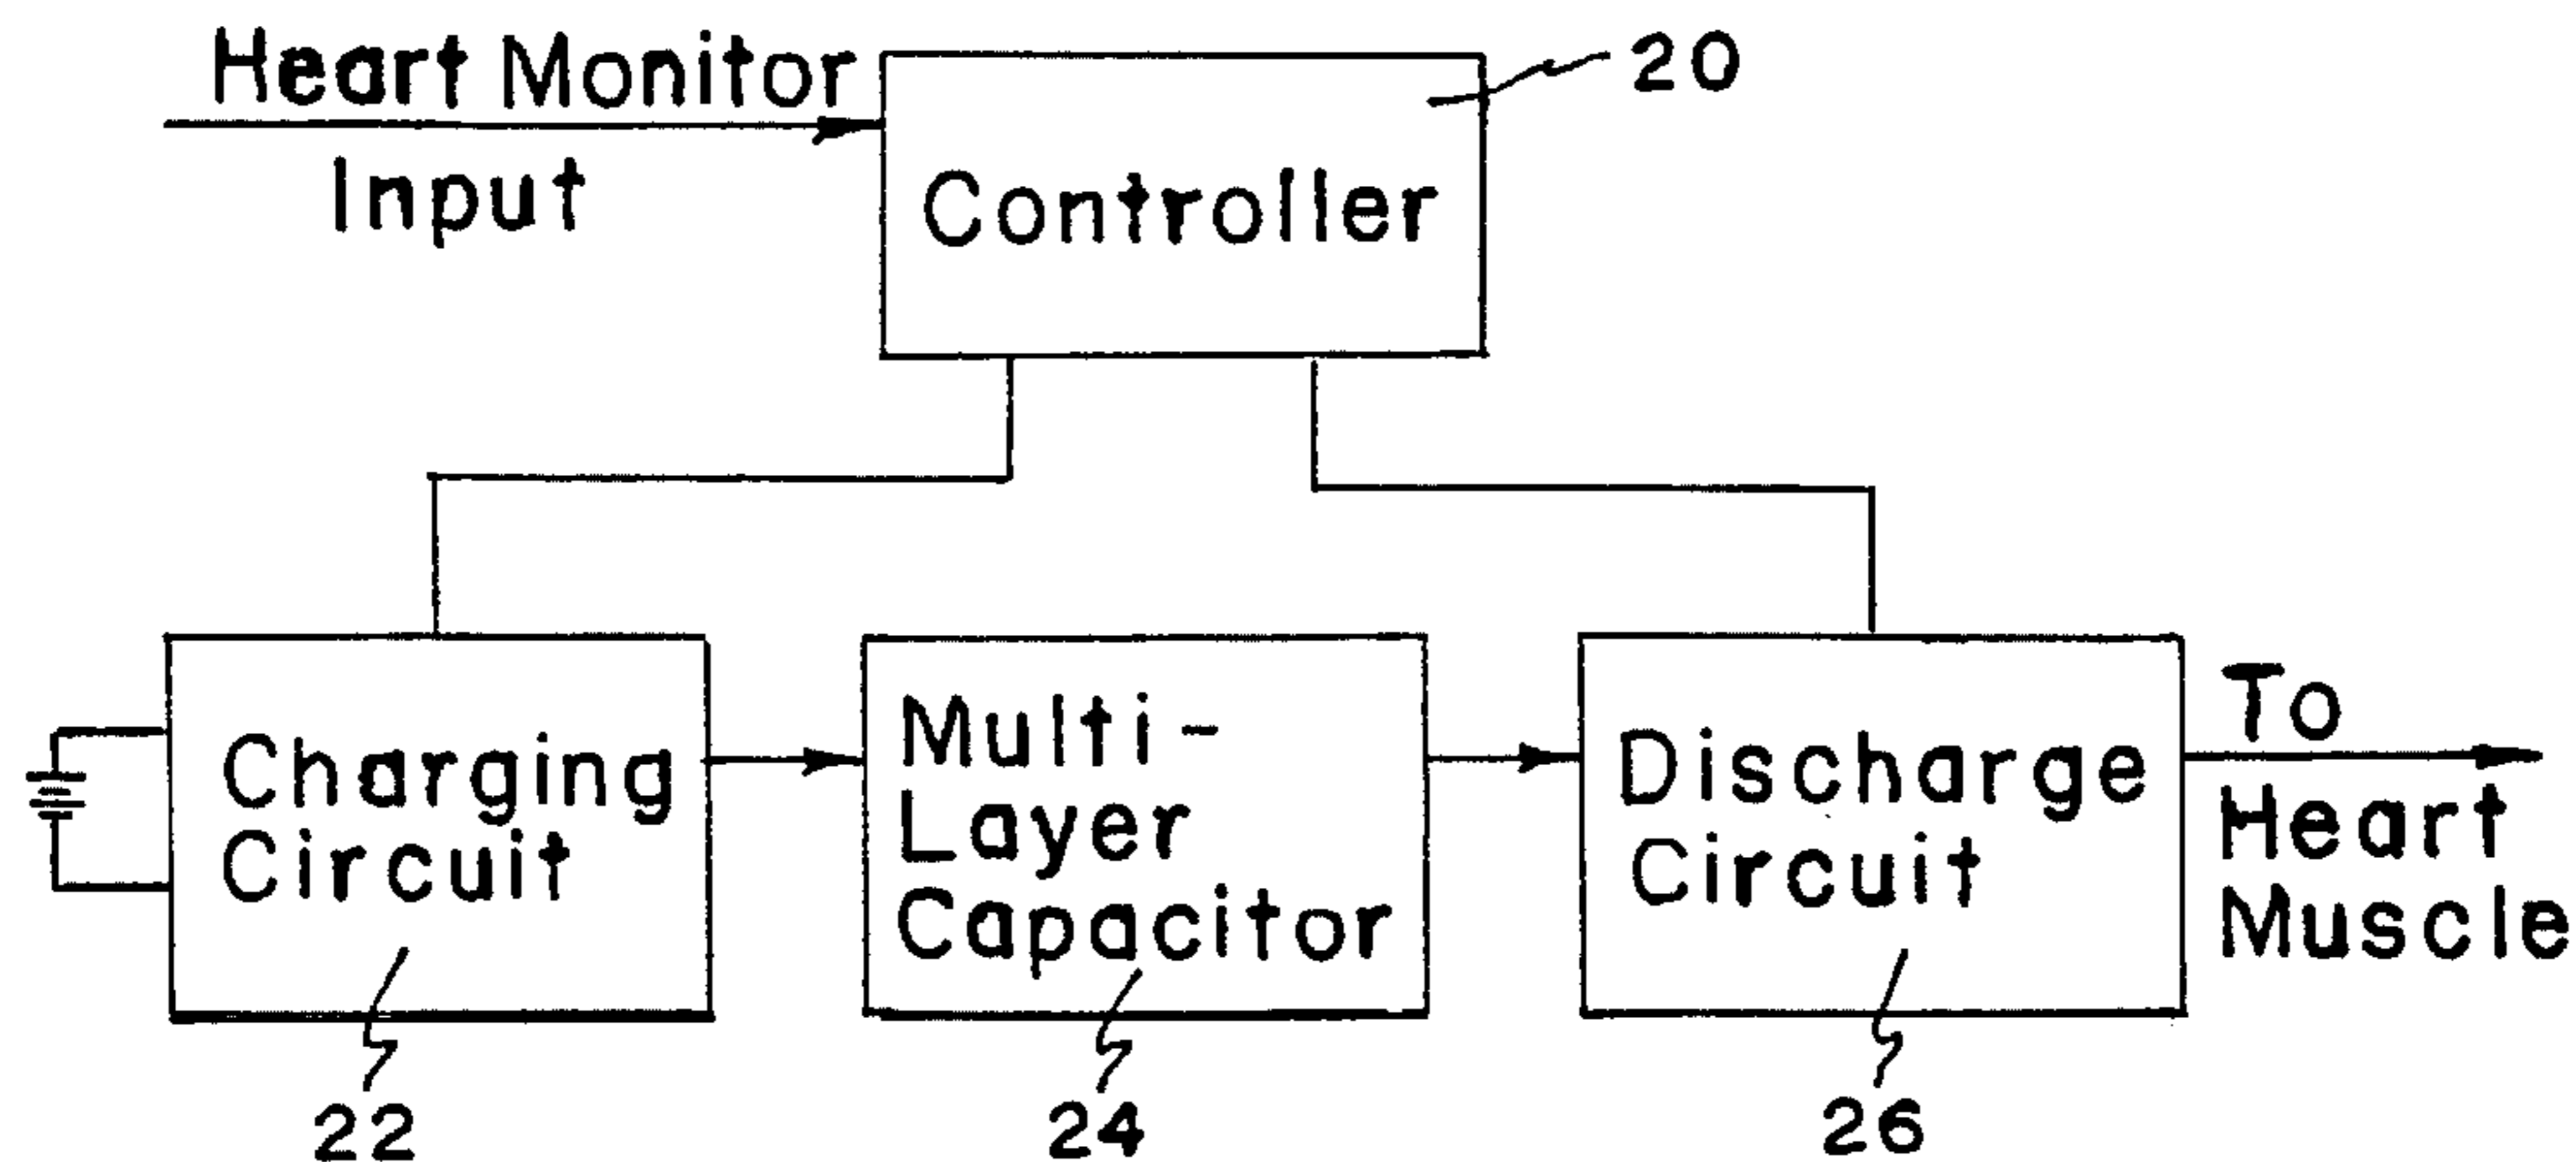 Heart Monitor
Input
20
Controller
Charging
Circuit
Multi-
Layer
Capacitor
Discharge
Circuit
To
Heart
Muscle
22
24
26